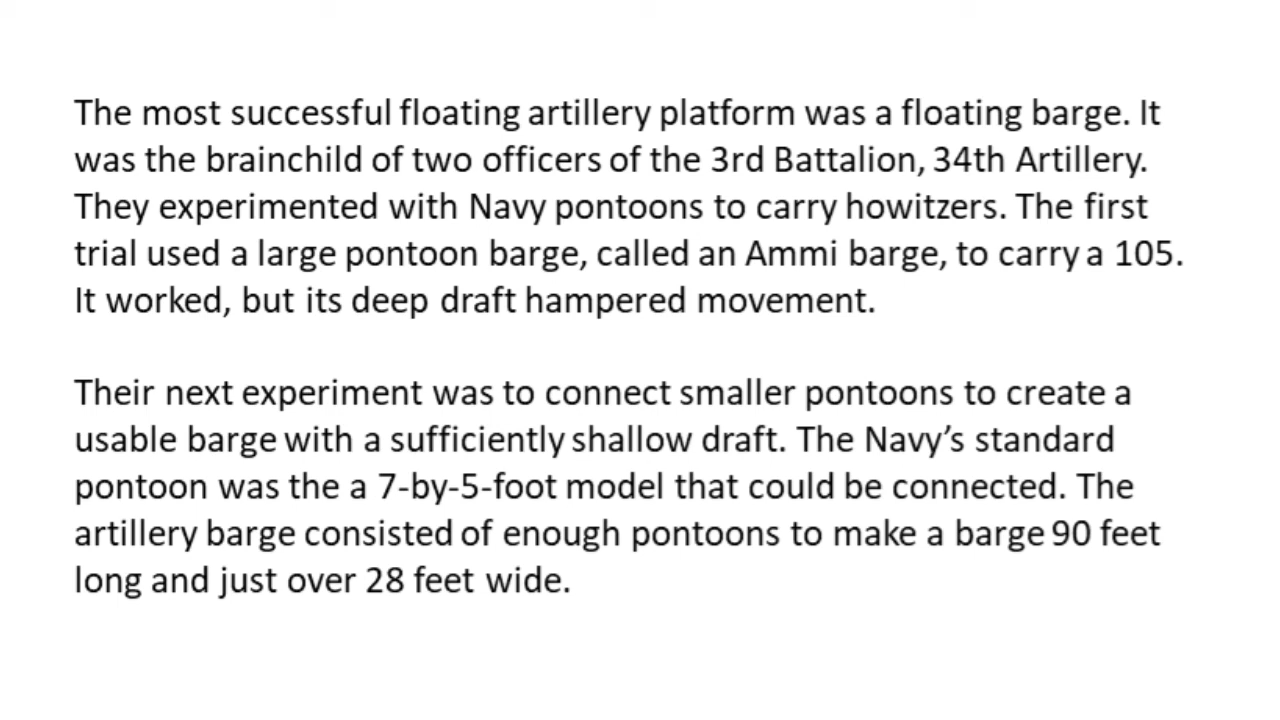 The most successful floating artillery platform was a floating barge. It
was the brainchild of two officers of the 3rd Battalion, 34th Artillery.
They experimented with Navy pontoons to carry howitzers. The first
trial used a large pontoon barge, called an Ammi barge, to carry a 105.
It worked, but its deep draft hampered movement.
Their next experiment was to connect smaller pontoons to create a
usable barge with a sufficiently shallow draft. The Navy’s standard
pontoon was the a 7-by-5-foot model that could be connected. The
artillery barge consisted of enough pontoons to make a barge 90 feet
long and just over 28 feet wide.